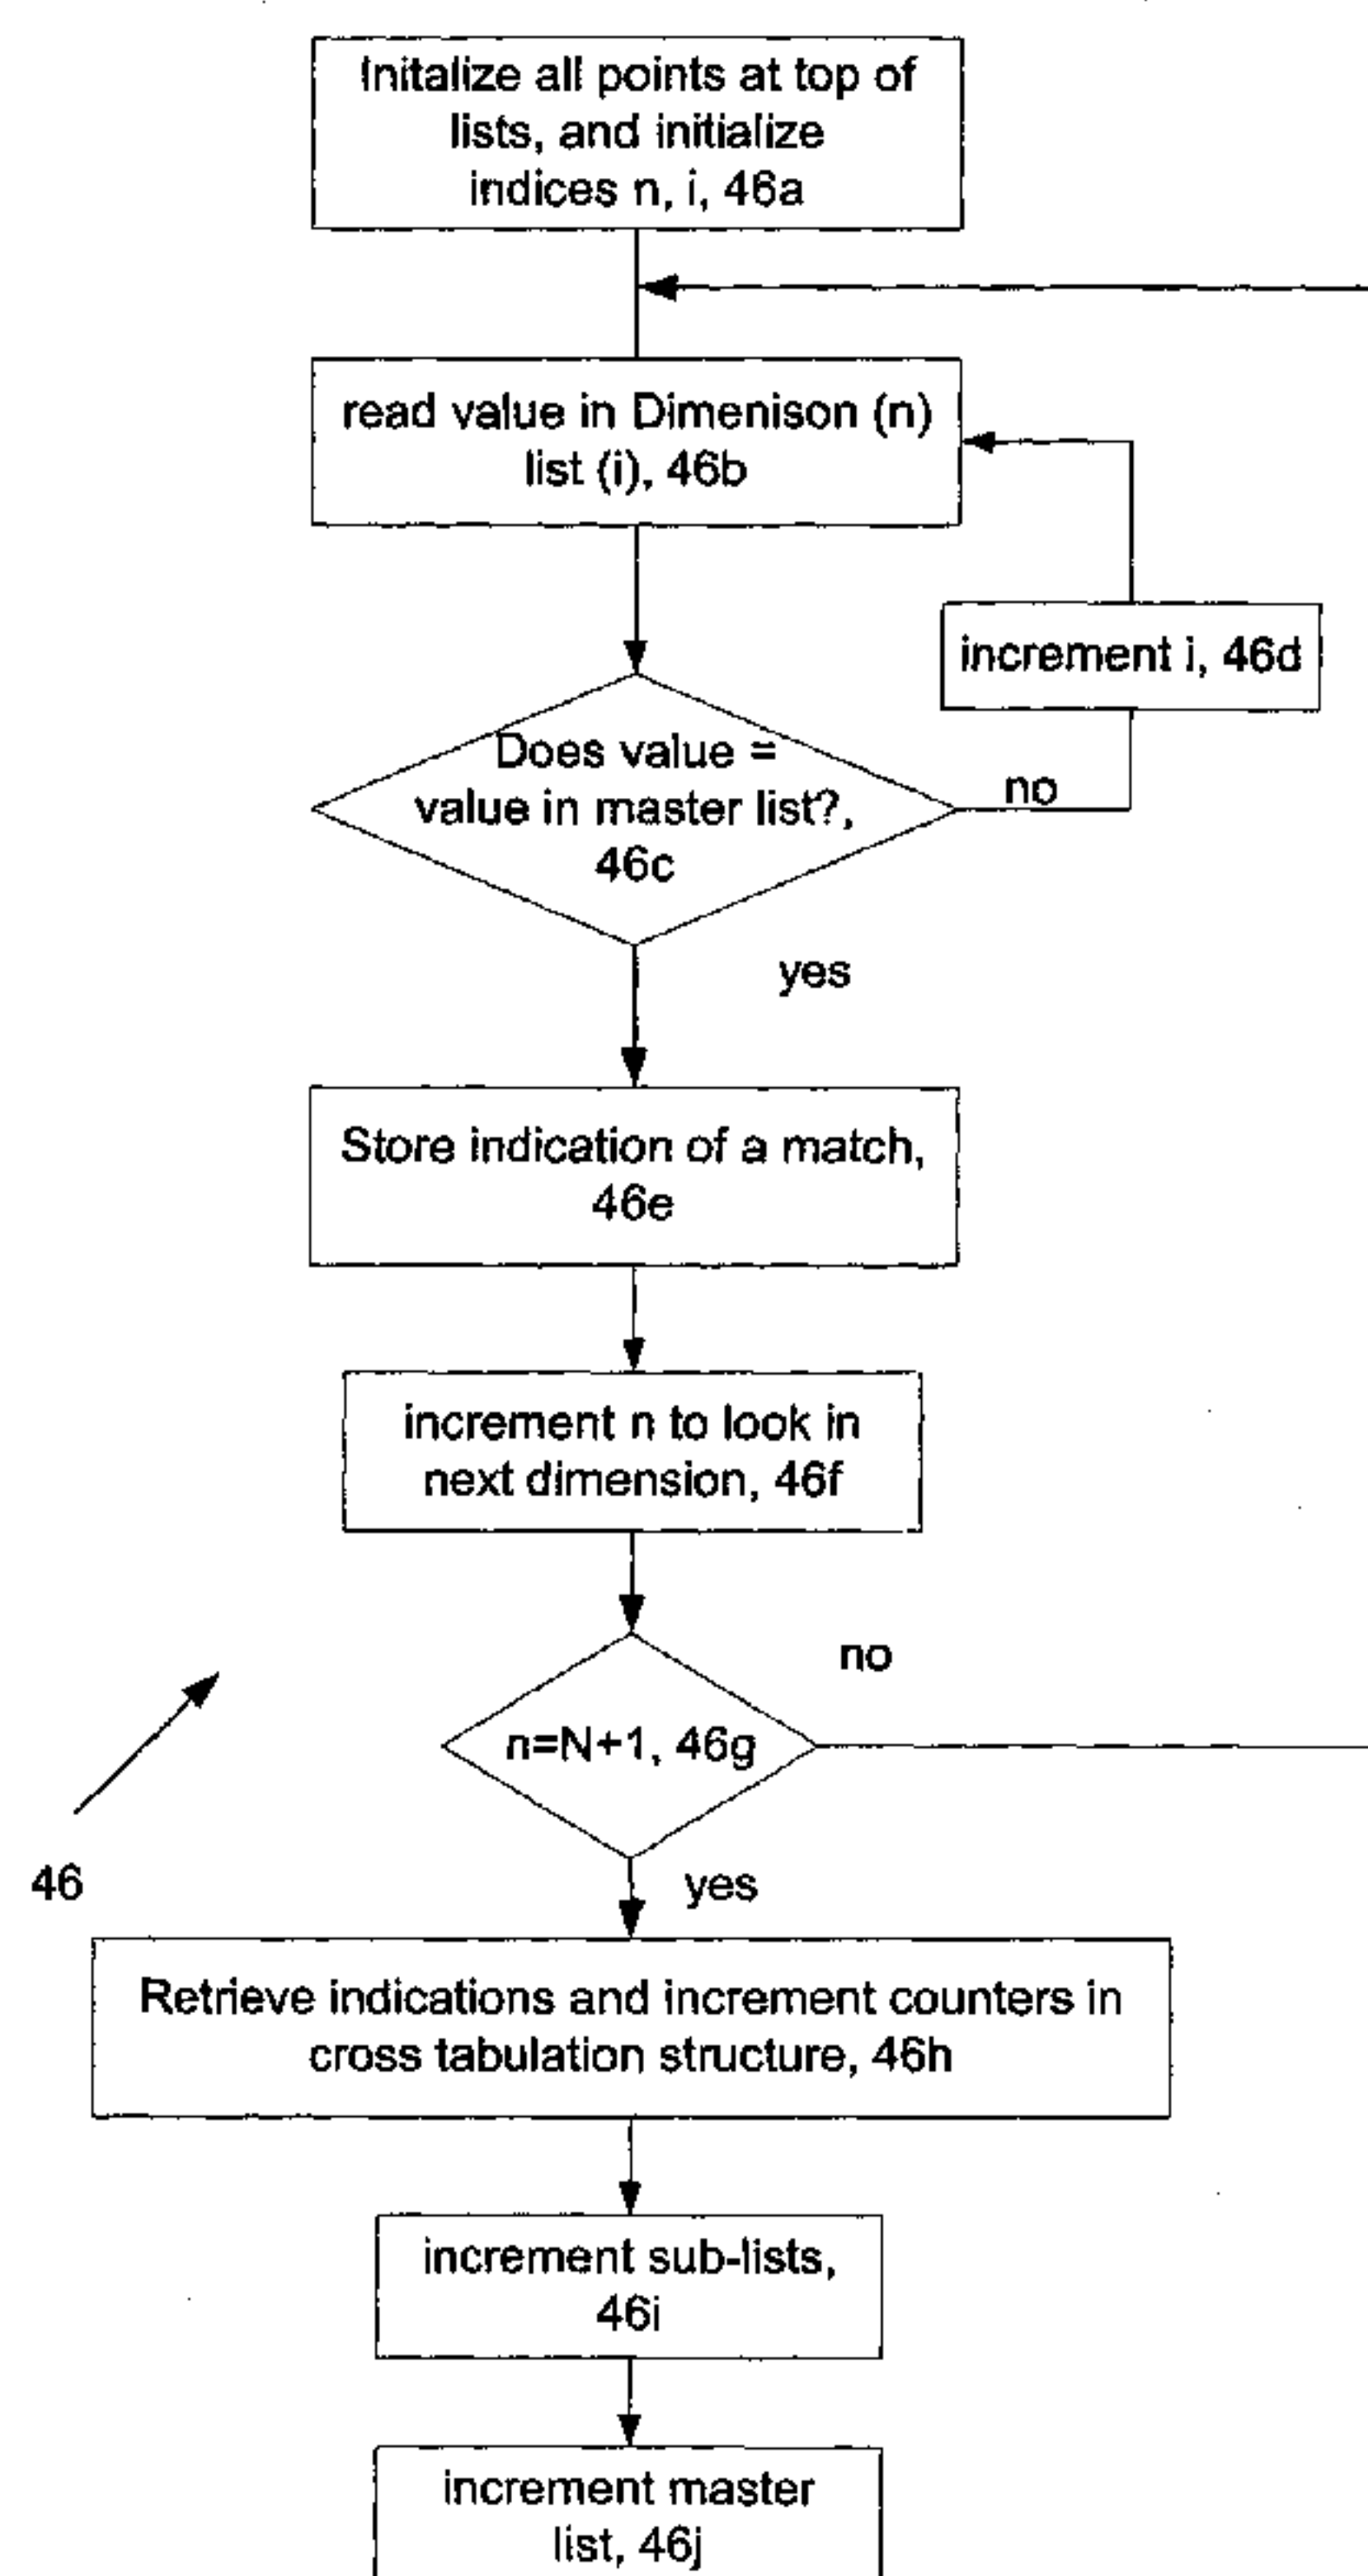 Initalize all points at top of
lists, and initialize
indices n, i, 46a
read value in Dimenison (n)
list (i), 46b
increment i, 46d
Does value =
value in master list?,
46c
no
yes
Store indication of a match,
46e
increment n to look in
next dimension, 46f
no
n=N+1, 46g
46
yes
Retrieve indications and increment counters in
cross tabulation structure, 46h
increment sub-lists,
46i
increment master
list, 46j